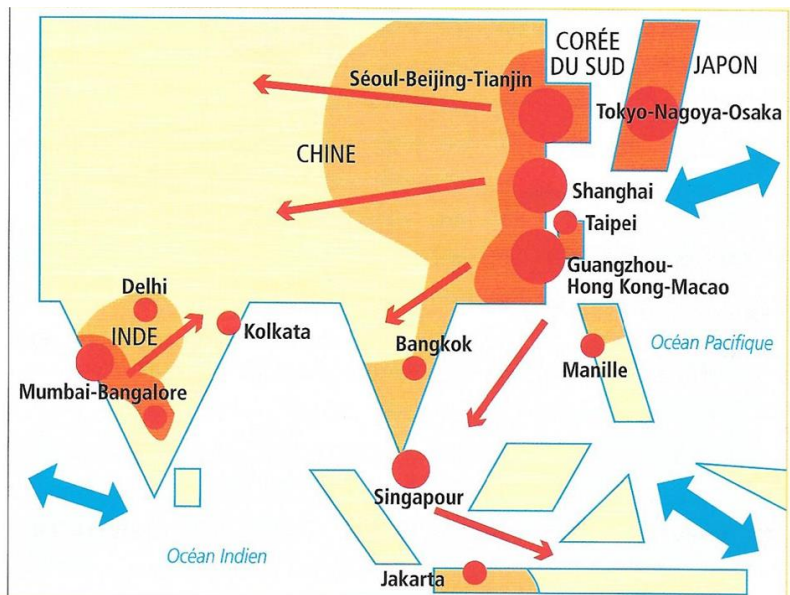 CORÉE
DU SUD
JAPON
Séoul-Beijing-Tianjin
Tokyo-Nagoya-Osaka
CHINE
Shanghai
Taipei
Guangzhou-
Hong Kong-Macao
Delhi
INDE
Kolkata
Bangkok
Manille
Océan Pacifique
Mumbai-Bangalore
Singapour
Océan Indien
Jakarta